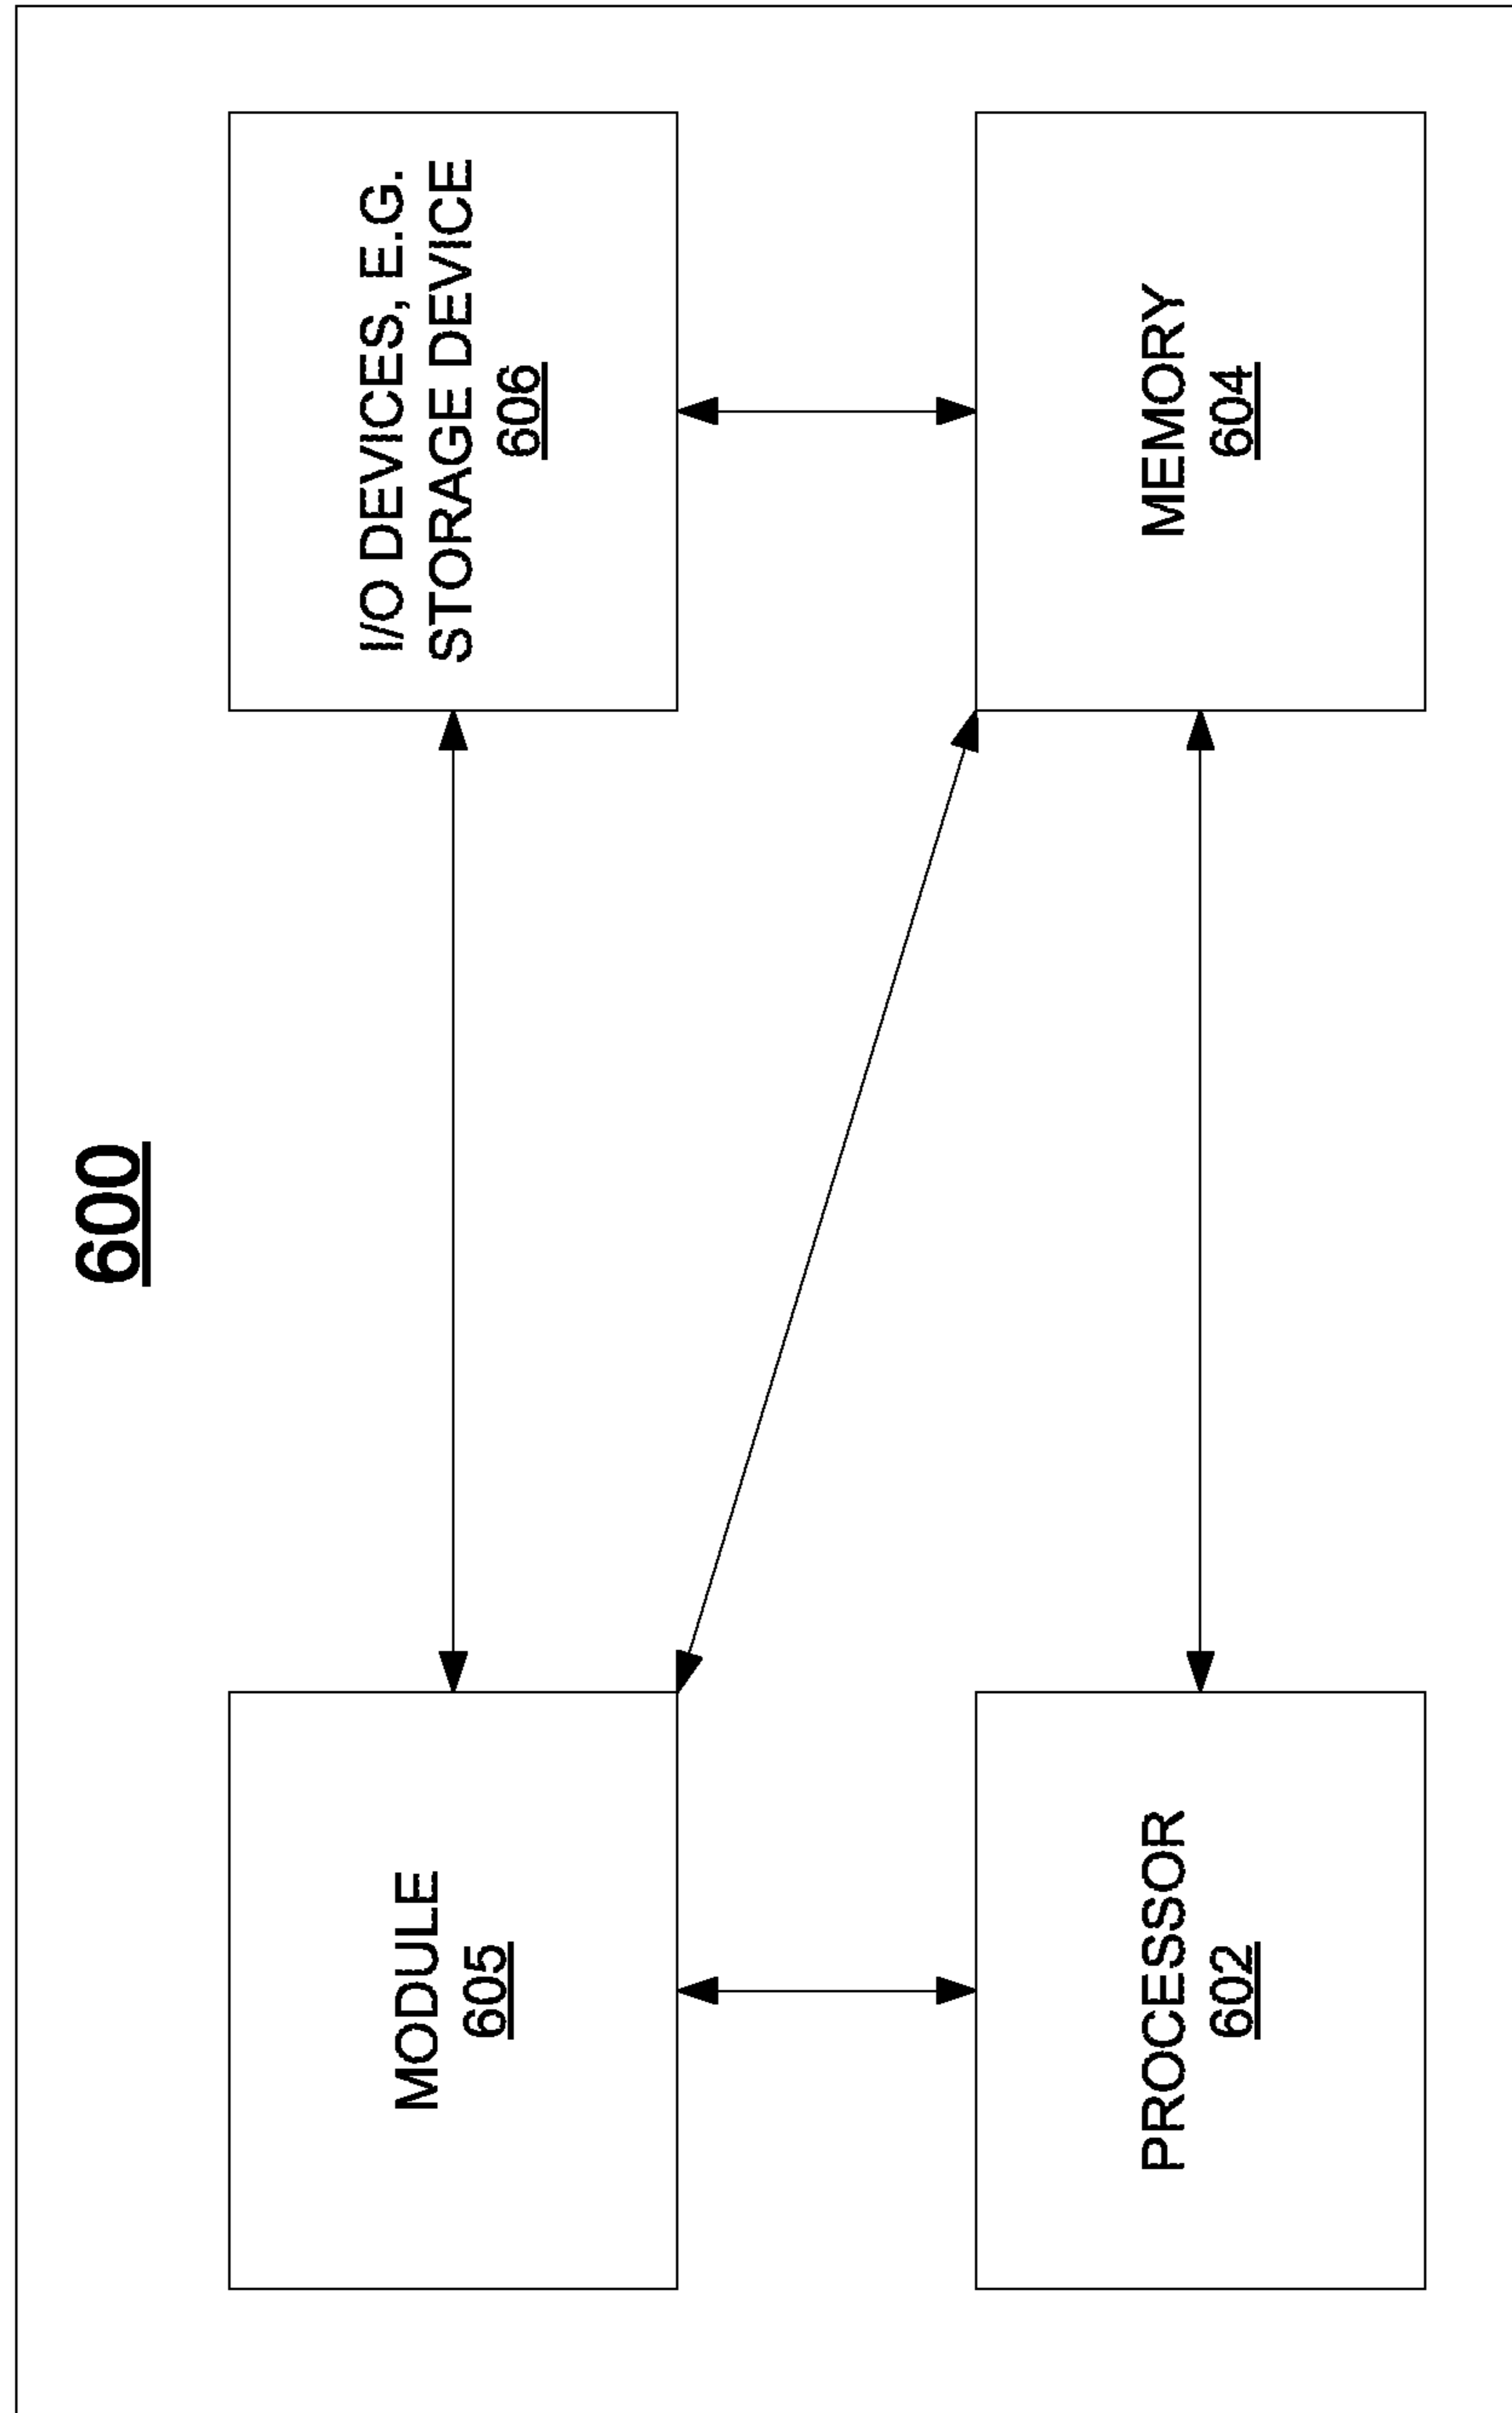 600
MODULE
605
I/O DEVICES, E.G.
STORAGE DEVICE
606
PROCESSOR
602
MEMORY
604